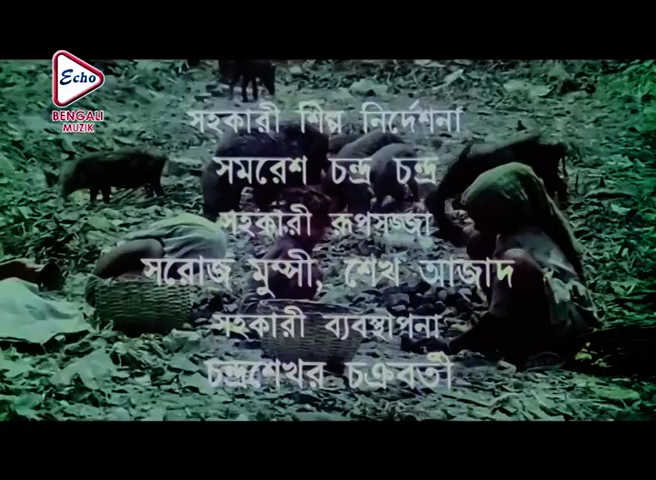 Echo
BENGALI
MUZIK
সহকারী শিল্প নির্দেশনা
সমরেশ চন্দ্র চন্দ্র
সহকারী রূপসজ্জা
সরোজ মুন্সী, শেখ আজাদ
সহকারী ব্যবস্থাপনা
চন্দ্রশেখর চক্রবর্তী